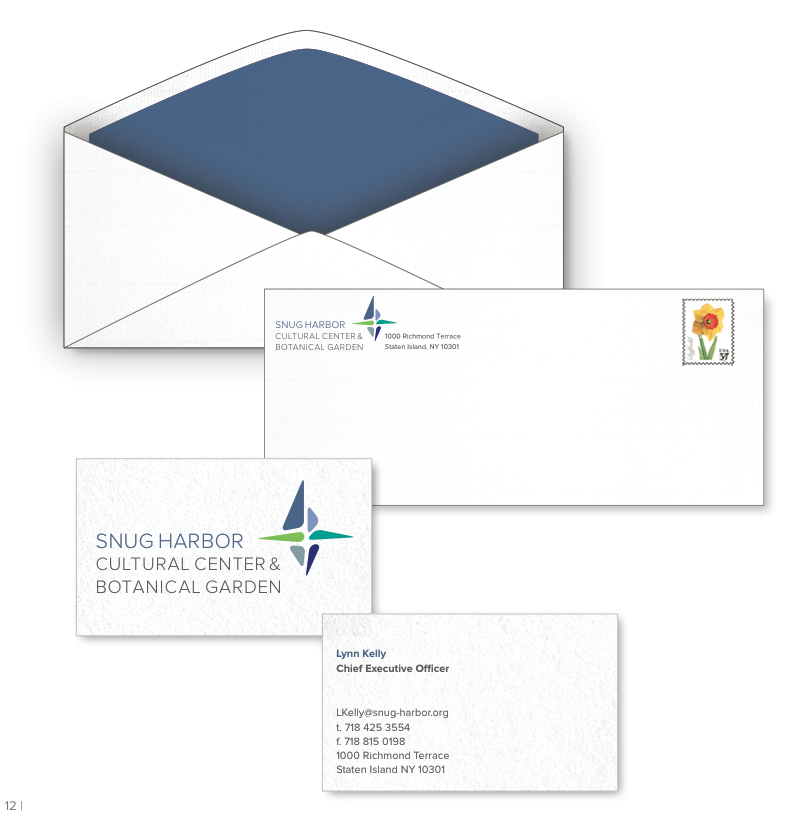 SNUG HARBOR
CULTURAL CENTER &
BOTANICAL GARDEN
1000 Richmond Terrace
Staten Island, NY 10301
Daffodil
USA
37
SNUG HARBOR
CULTURAL CENTER &
BOTANICAL GARDEN
Lynn Kelly
Chief Executive Officer
LKelly@snug-harbor.org
t. 718 425 3554
f. 718 815 0198
1000 Richmond Terrace
Staten Island NY 10301
12 |